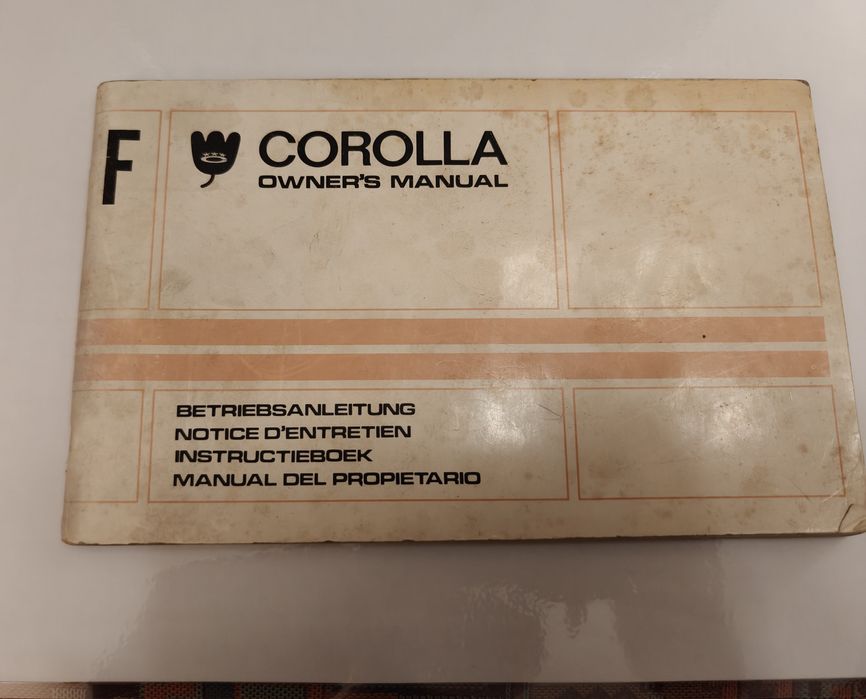 F
COROLLA
OWNER'S MANUAL
BETRIEBSANLEITUNG
NOTICE D'ENTRETIEN
INSTRUCTIEBOEK
MANUAL DEL PROPIETARIO